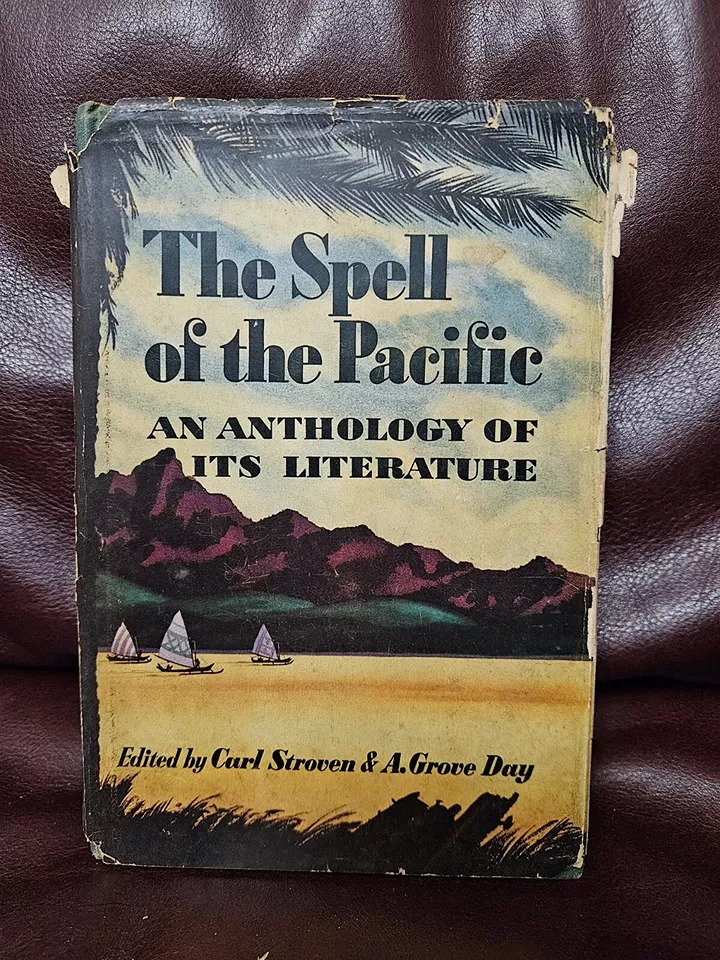 The Spell
of the Pacific
AN ANTHOLOGY OF
ITS LITERATURE
Edited by Carl Stroven & A. Grove Day